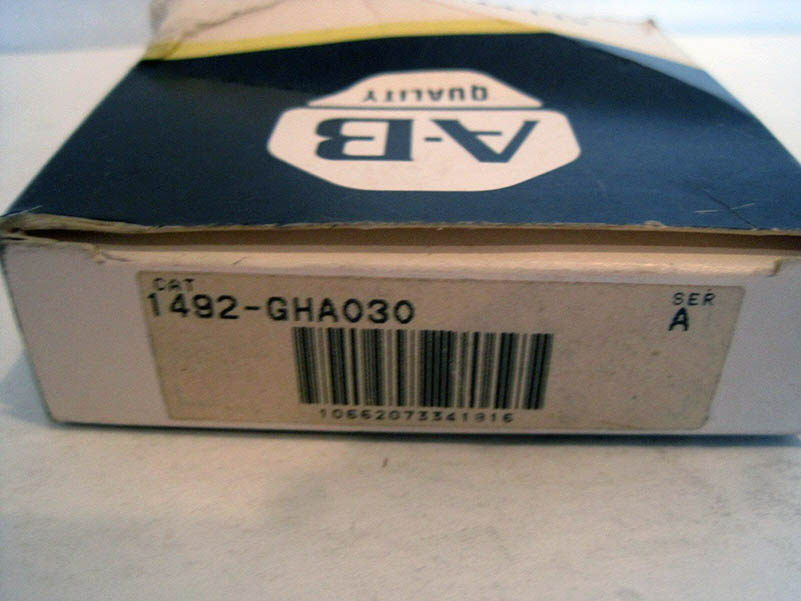 QUALITY
A-B
CAT
1492-GHA030
SER
A
10662073341816